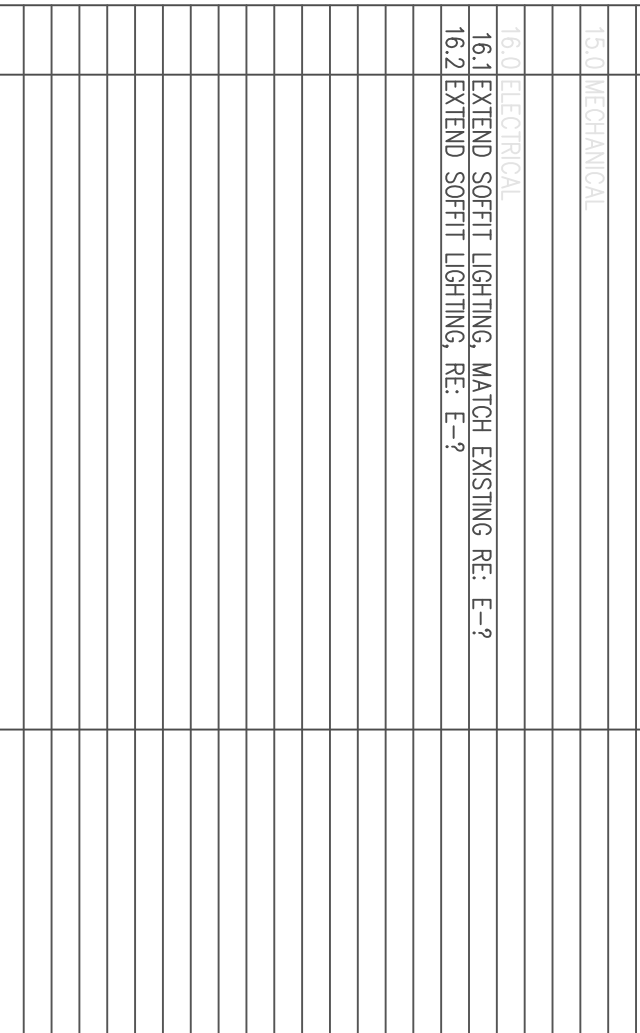 15.0 MECHANICAL
16.0 ELECTRICAL
16.1 EXTEND SOFFIT LIGHTING, MATCH EXISTING RE: E-?
16.2 EXTEND SOFFIT LIGHTING, RE: E-?